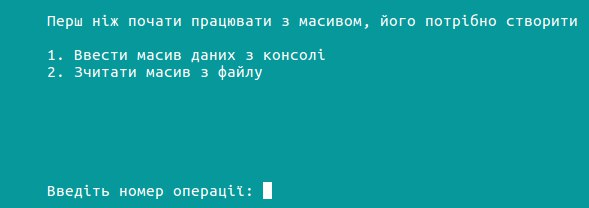 Перш ніж почати працювати з масивом, його потрібно створити
1. Ввести масив даних з консолі
2. Зчитати масив з файлу
Введіть номер операції: